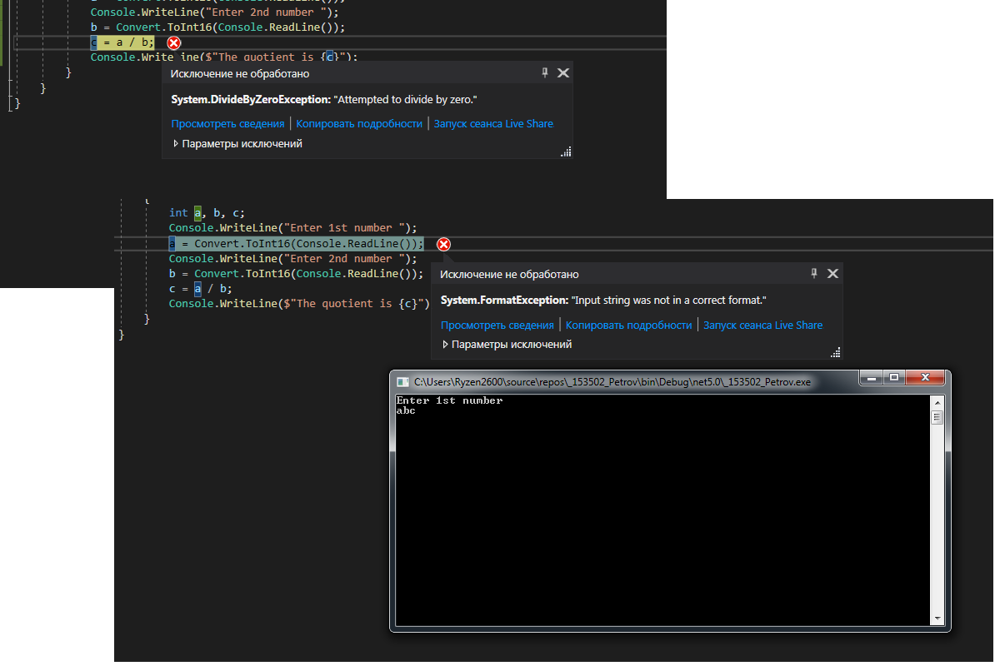 Console.WriteLine("Enter 2nd number ");
b = Convert.ToInt16(Console.ReadLine());
c = a / b;
Console.Write ine($"The quotient is {c}");
}
}
}
Исключение не обработано
System.DivideByZeroException: "Attempted to divide by zero."
Просмотреть сведения | Копировать подробности | Запуск сеанса Live Share
Параметры исключений
int a, b, c;
Console.WriteLine("Enter 1st number ");
a = Convert.ToInt16(Console.ReadLine());
Console.WriteLine("Enter 2nd number ");
b = Convert.ToInt16(Console.ReadLine());
c = a / b;
Console.WriteLine($"The quotient is {c}")
}
}
Исключение не обработано
System.FormatException: "Input string was not in a correct format."
Просмотреть сведения | Копировать подробности | Запуск сеанса Live Share
Параметры исключений
C:\Users\Ryzen2600\source\repos\_153502_Petrov\bin\Debug\net5.0\_153502_Petrov.exe
Enter 1st number
abc